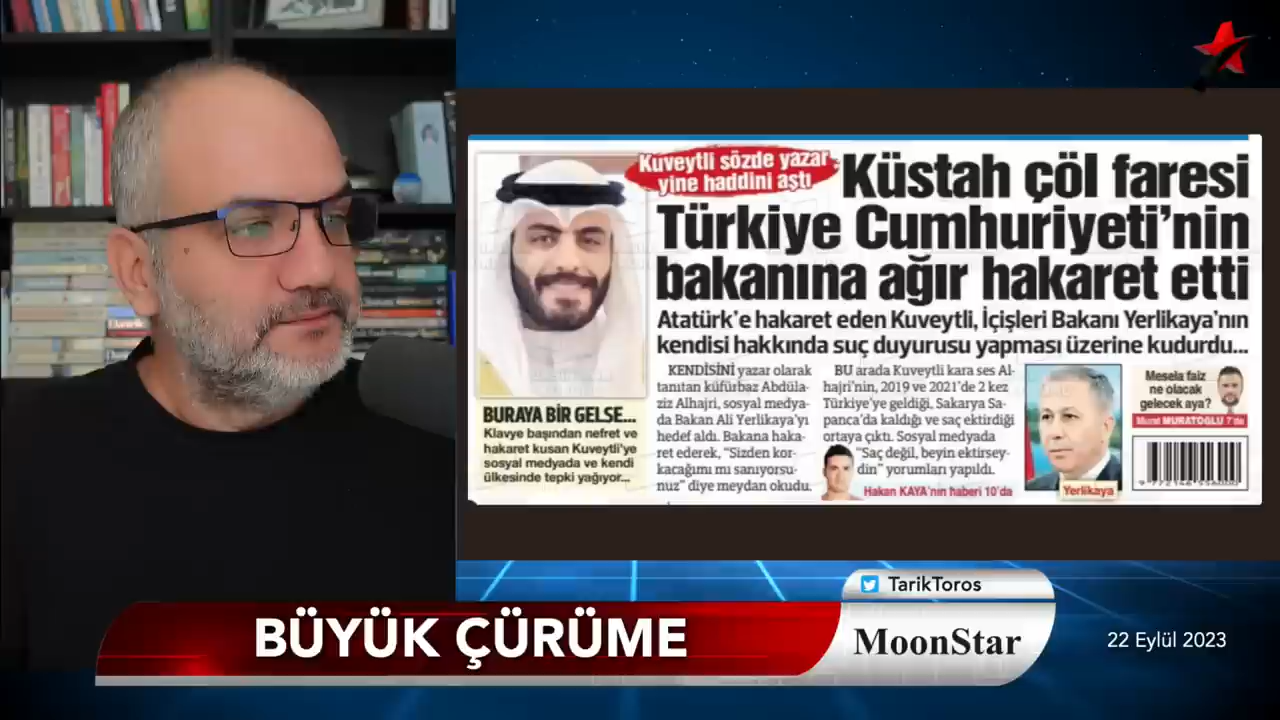 Kuveytli sözde yazar
yine haddini aştı
Küstah çöl faresi
Türkiye Cumhuriyeti'nin
bakanına ağır hakaret etti
Atatürk'e hakaret eden Kuveytli, İçişleri Bakanı Yerlikaya'nın
kendisi hakkında suç duyurusu yapması üzerine kudurdu...
BURAYA BİR GELSE...
Klavye başından nefret ve
hakaret kusan Kuveytli'ye
sosyal medyada ve kendi
ülkesinde tepki yağıyor...
KENDİSİNİ yazar olarak
tanıtan küfürbaz Abdüla-
ziz Alhajri, sosyal medya-
da Bakan Ali Yerlikaya'yı
hedef aldı. Bakana haka-
ret ederek, "Sizden kor-
kacağımı mı sanıyorsu-
nuz" diye meydan okudu.
BU arada Kuveytli kara ses Al-
hajri'nin, 2019 ve 2021'de 2 kez
Türkiye'ye geldiği, Sakarya Sa-
panca'da kaldığı ve saç ektirdiği
ortaya çıktı. Sosyal medyada
"Saç değil, beyin ektirsey-
din" yorumları yapıldı.
Hakan KAYA'nın haberi 10'da
Yerlikaya
Mesela faiz
ne olacak
gelecek aya?
Murat MURATOĞLU 7'de
TarikToros
BÜYÜK ÇÜRÜME
MoonStar
22 Eylül 2023